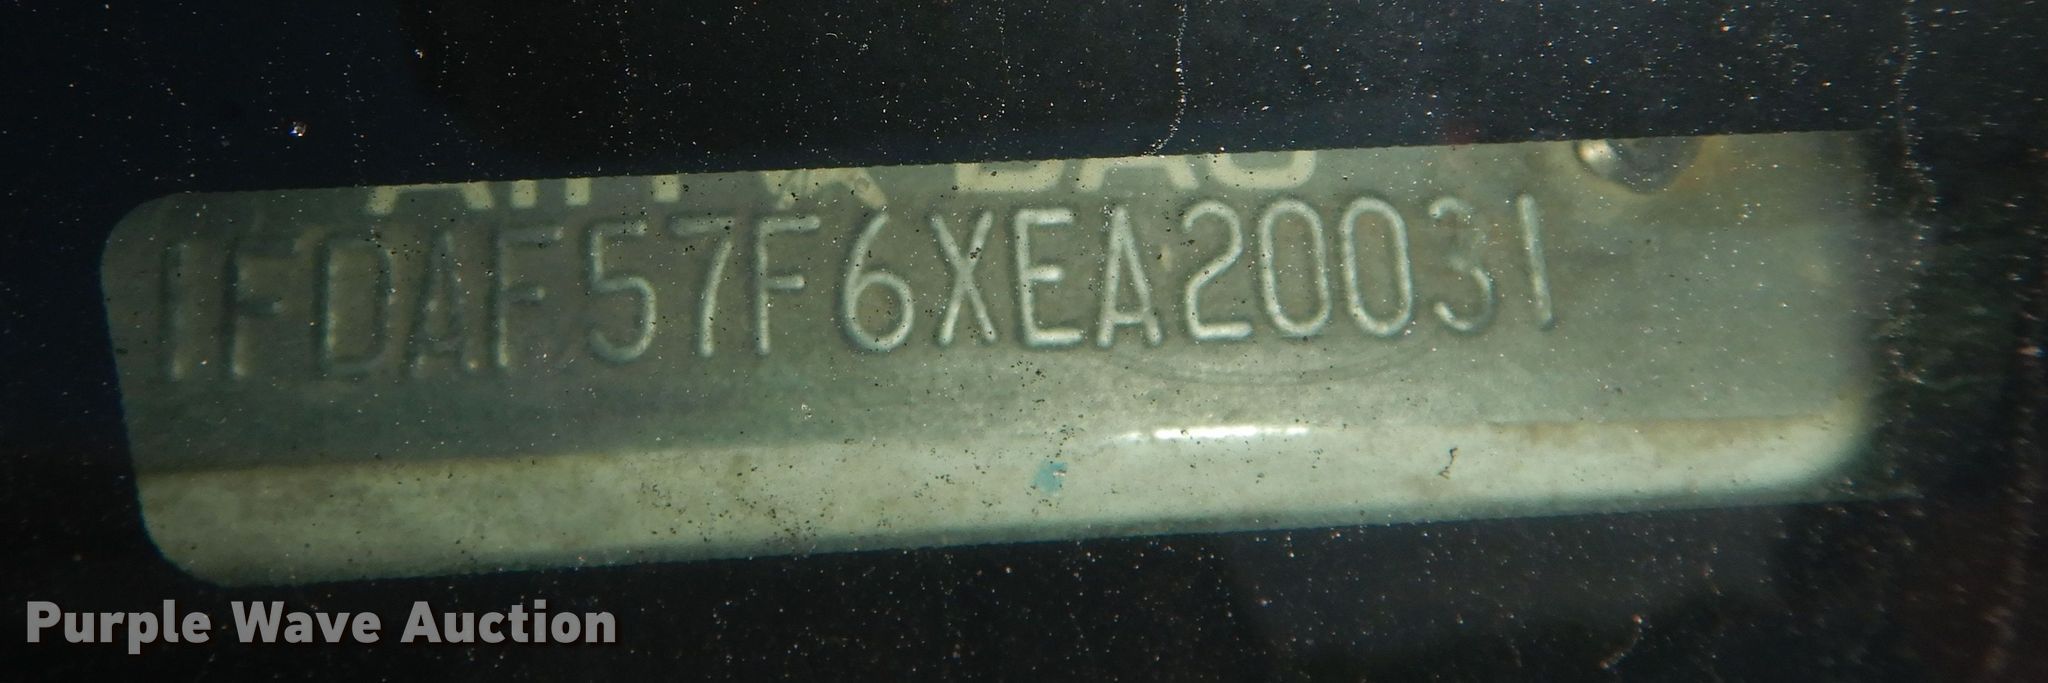 1FDAF57F6XEA20031
Purple Wave Auction